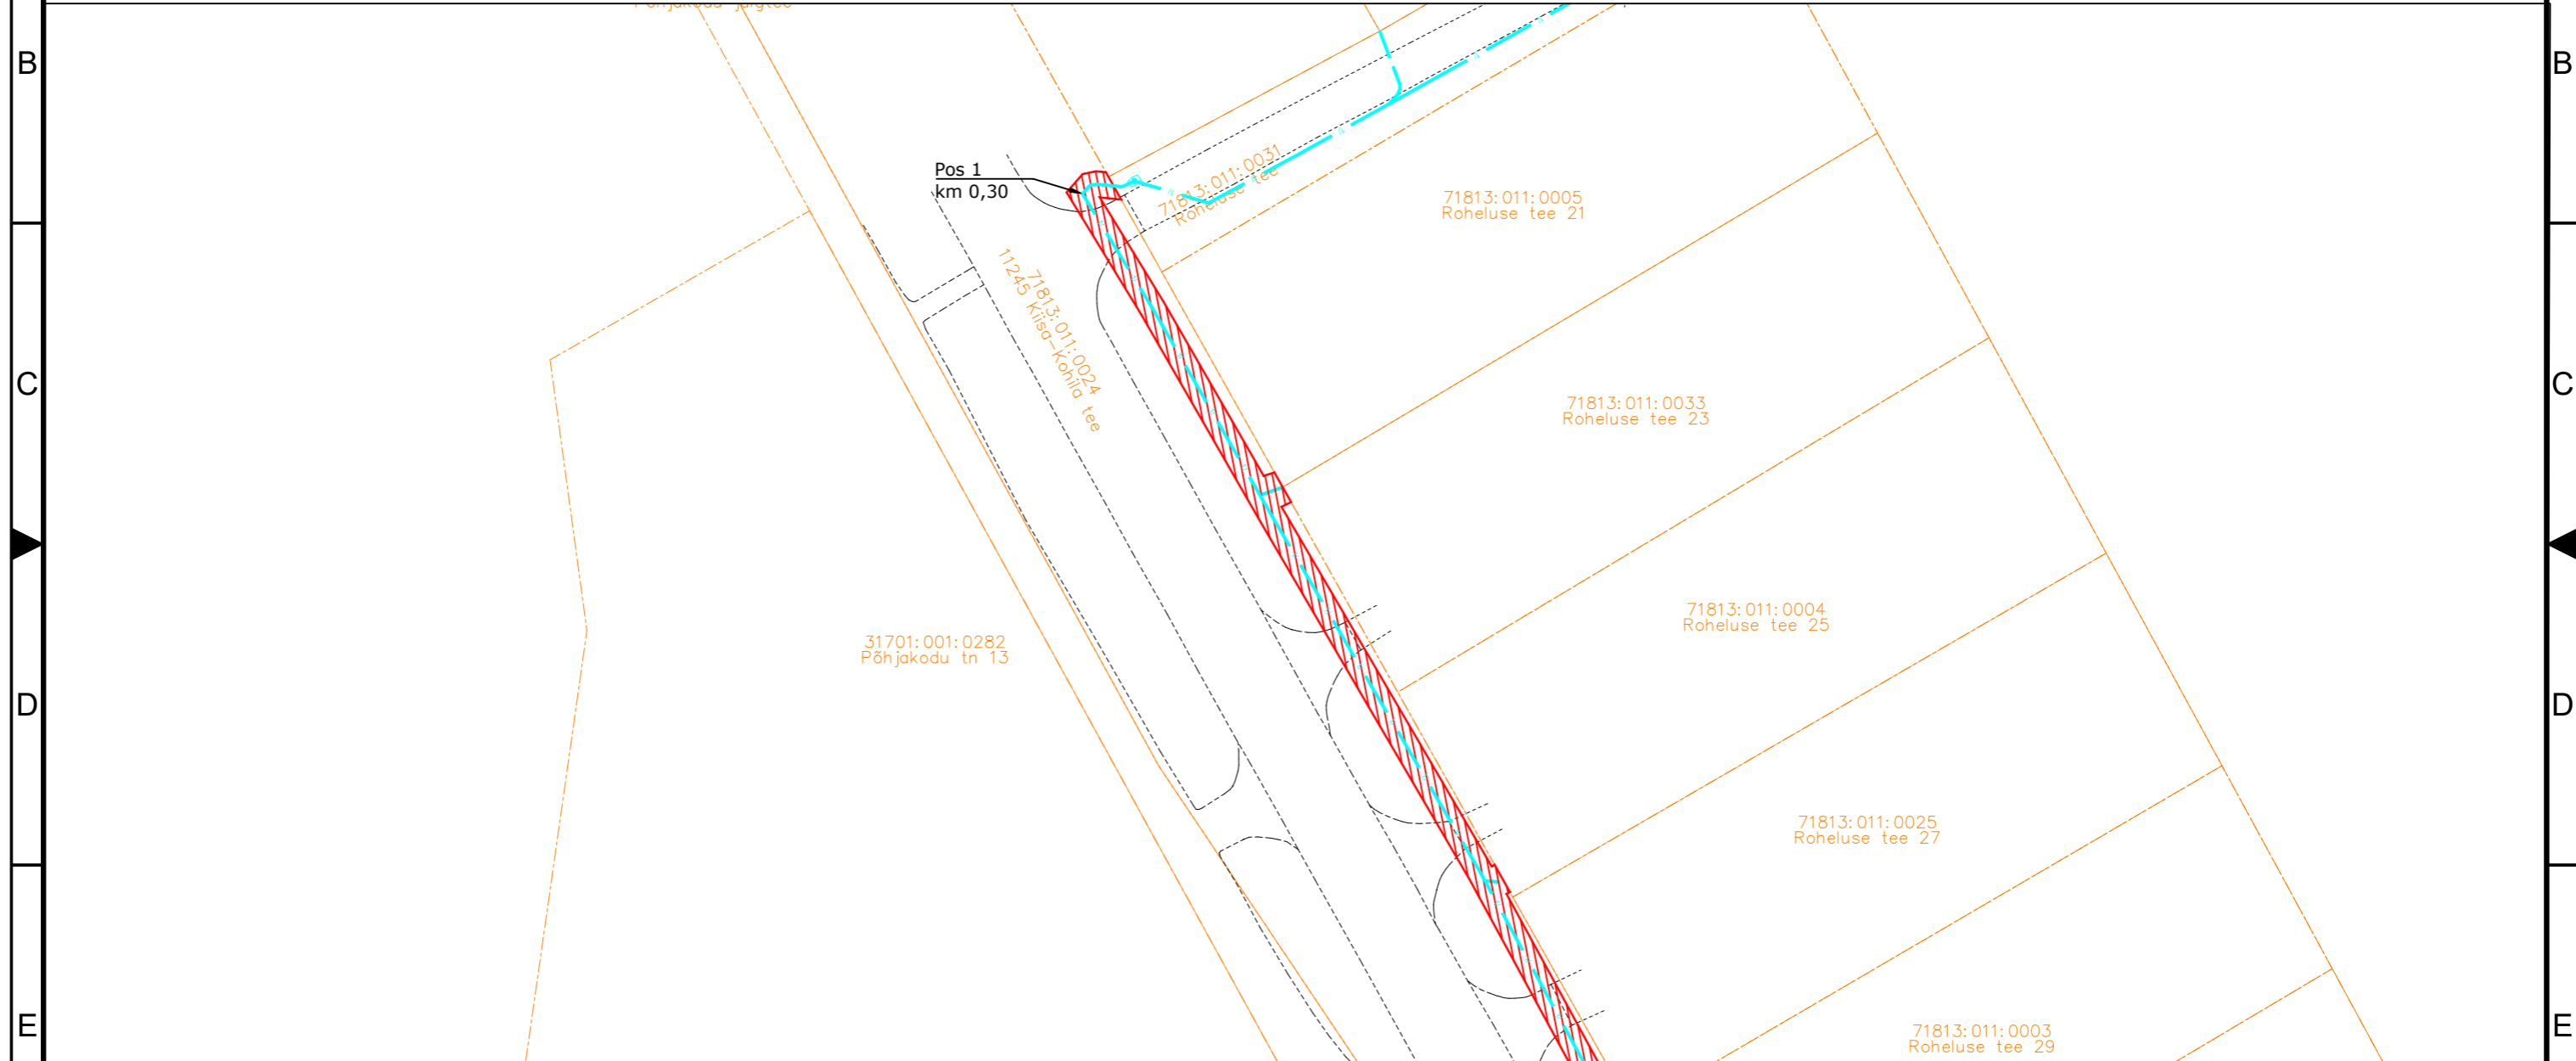 Põhjakodu jalgtee
B
B
Pos 1
km 0,30
71813:011:0031
Roheluse tee
71813:011:0005
Roheluse tee 21
71813:011:0024
11245 Kiisa-Kohila tee
C
C
71813:011:0033
Roheluse tee 23
71813:011:0004
Roheluse tee 25
31701:001:0282
Põhjakodu tn 13
D
D
71813:011:0025
Roheluse tee 27
E
E
71813:011:0003
Roheluse tee 29